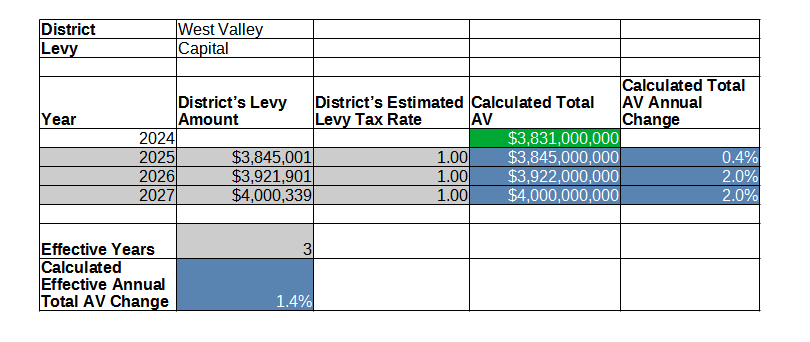 District West Valley
Levy Capital
Calculated Total
District's Levy District's Estimated Calculated Total AV Annual
Year Amount Levy Tax Rate AV Change
2024 $3,831,000,000
2025 $3,845,001 1.00 $3,845,000,000 0.4%
2026 $3,921,901 1.00 $3,922,000,000 2.0%
2027 $4,000,339 1.00 $4,000,000,000 2.0%
Effective Years 3
Calculated
Effective Annual
Total AV Change 1.4%